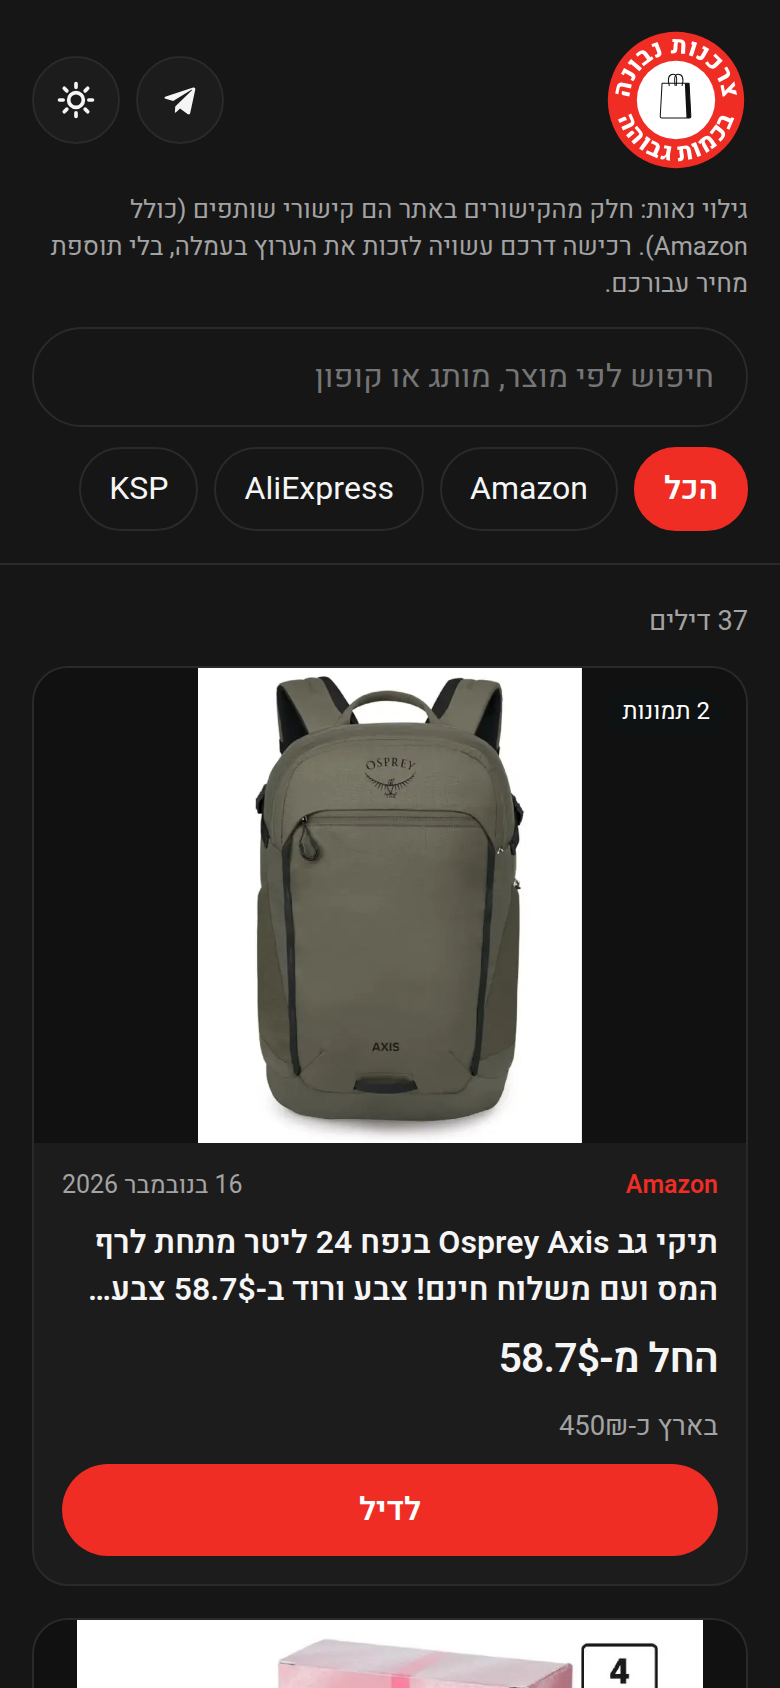 צרכנות נבונה
בכמות גבוהה
גילוי נאות: חלק מהקישורים באתר הם קישורי שותפים (כולל
Amazon). רכישה דרכם עשויה לזכות את הערוץ בעמלה, בלי תוספת
מחיר עבורכם.
חיפוש לפי מוצר, מותג או קופון
הכל
Amazon
AliExpress
KSP
37 דילים
2 תמונות
OSPREY
AXIS
Amazon
16 בנובמבר 2026
תיקי גב Osprey Axis בנפח 24 ליטר מתחת לרף
המס ועם משלוח חינם! צבע ורוד ב-58.7$ צבע...
החל מ-58.7$
בארץ כ-450₪
לדיל
4